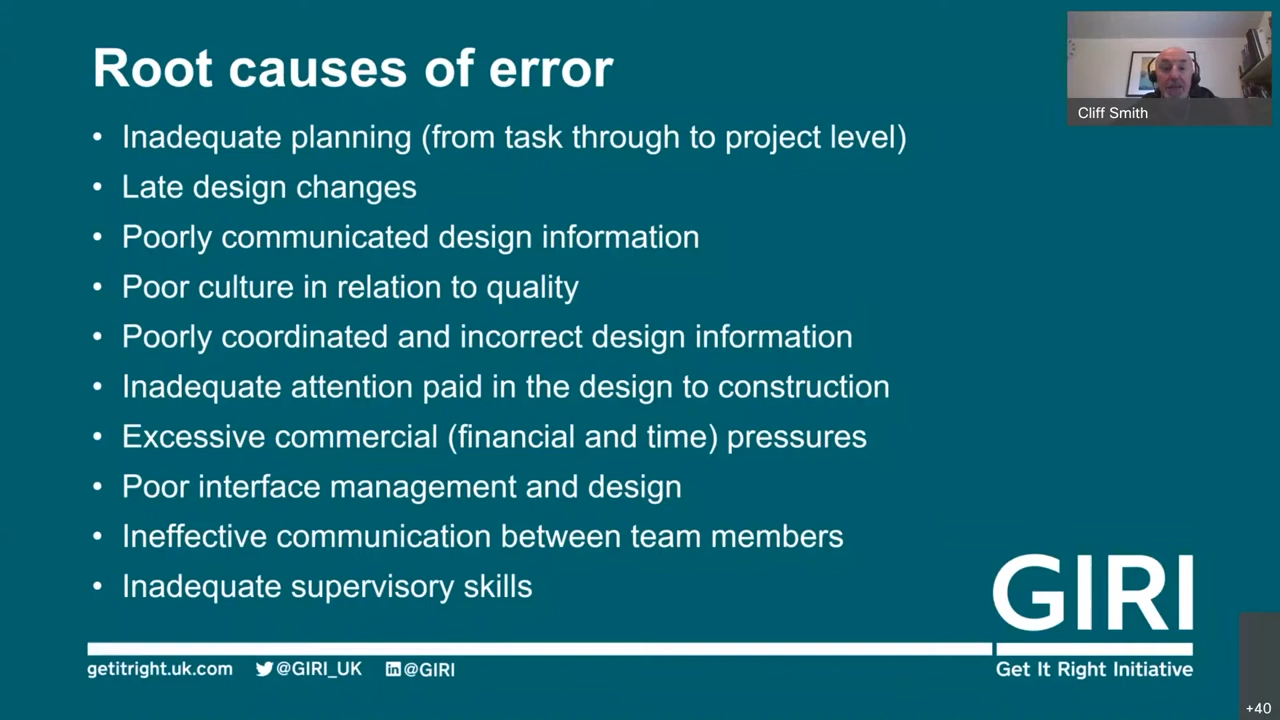 Root causes of error
Cliff Smith
• Inadequate planning (from task through to project level)
• Late design changes
• Poorly communicated design information
• Poor culture in relation to quality
• Poorly coordinated and incorrect design information
• Inadequate attention paid in the design to construction
• Excessive commercial (financial and time) pressures
• Poor interface management and design
• Ineffective communication between team members
• Inadequate supervisory skills
GIRI
getitright.uk.com @GIRI_UK in @GIRI
Get It Right Initiative
+40